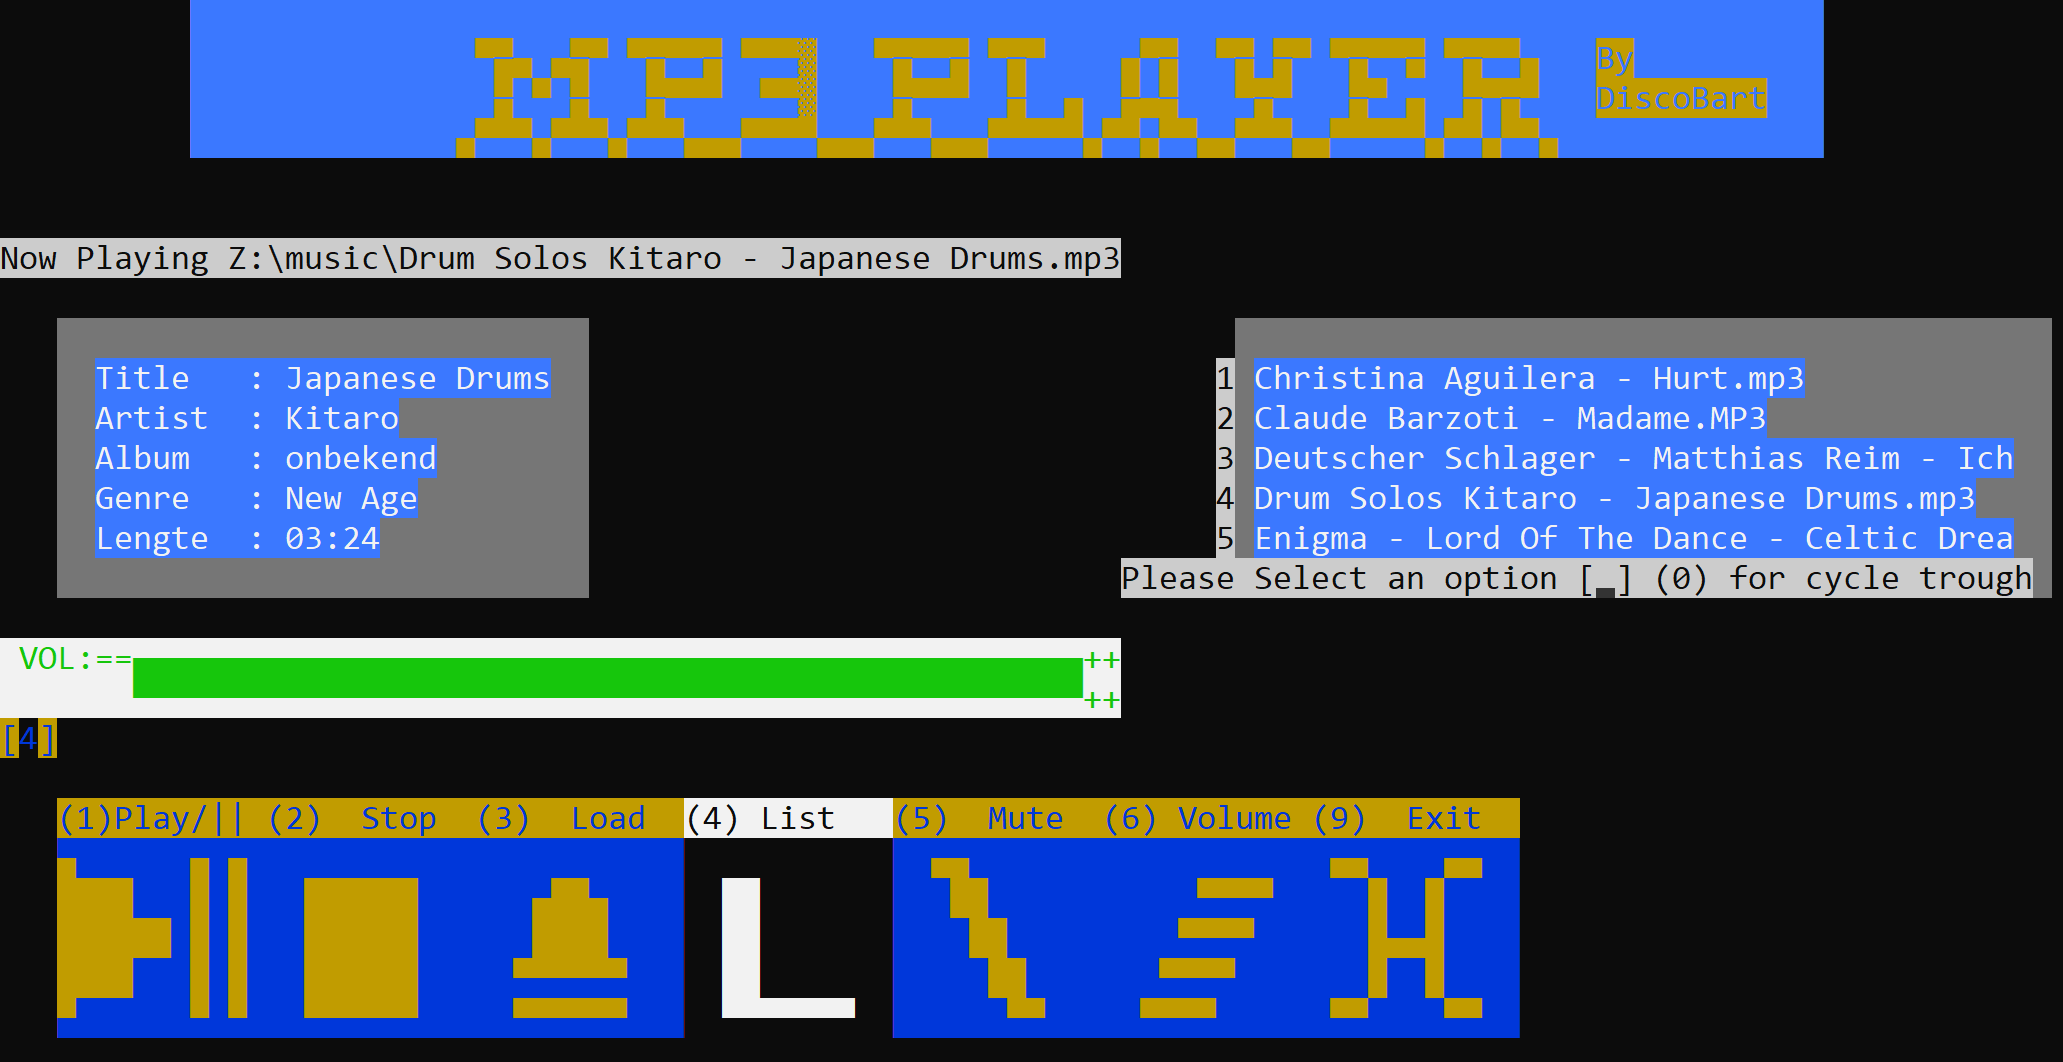 MP3 PLAYER
By
DiscoBart
Now Playing Z:\music\Drum Solos Kitaro - Japanese Drums.mp3
Title   : Japanese Drums
Artist  : Kitaro
Album   : onbekend
Genre   : New Age
Lengte  : 03:24
1 Christina Aguilera - Hurt.mp3
2 Claude Barzoti - Madame.MP3
3 Deutscher Schlager - Matthias Reim - Ich
4 Drum Solos Kitaro - Japanese Drums.mp3
5 Enigma - Lord Of The Dance - Celtic Drea
Please Select an option [_] (0) for cycle trough
VOL:== ++
++
[4]
(1)Play/|| (2)  Stop  (3)  Load  (4) List   (5)  Mute  (6) Volume (9)  Exit
L